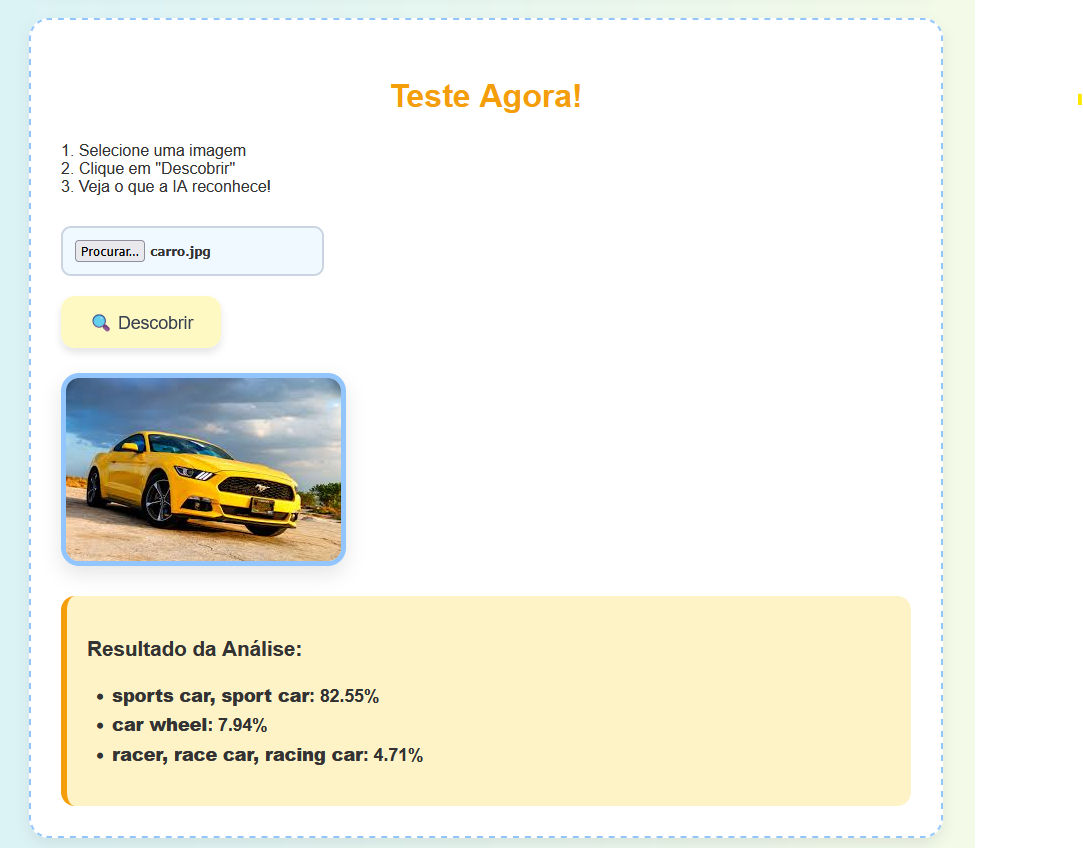 Teste Agora!
1. Selecione uma imagem
2. Clique em "Descobrir"
3. Veja o que a IA reconhece!
Procurar... carro.jpg
🔍 Descobrir
Resultado da Análise:
• sports car, sport car: 82.55%
• car wheel: 7.94%
• racer, race car, racing car: 4.71%